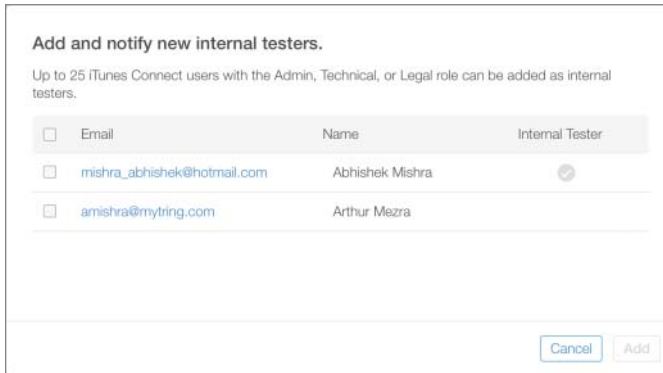 Add and notify new internal testers.
Up to 25 iTunes Connect users with the Admin, Technical, or Legal role can be added as internal
testers.
Email Name Internal Tester
mishra_abhishek@hotmail.com Abhishek Mishra
amishra@mytring.com Arthur Mezra
Cancel Add